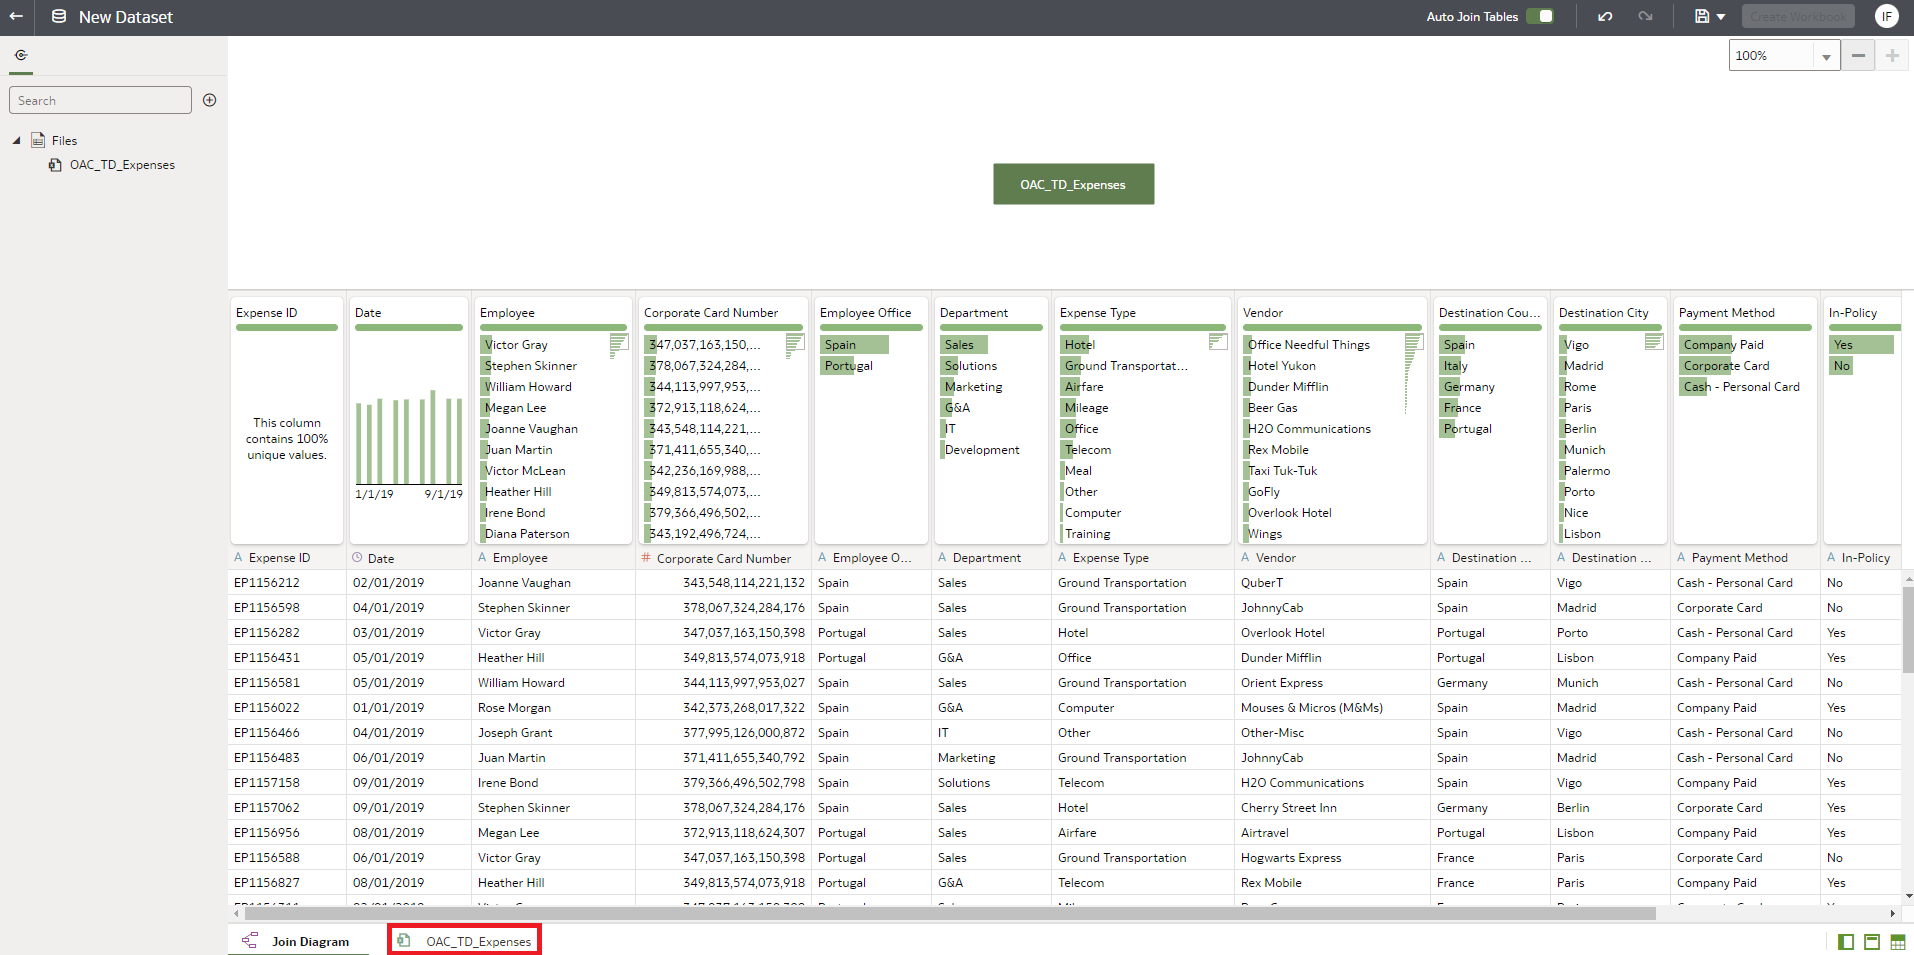 New Dataset
Auto Join Tables
Create Workbook
IF
100%
Search
Files
OAC_TD_Expenses
OAC_TD_Expenses
Expense ID
This column
contains 100%
unique values.
Date
1/1/19 9/1/19
Employee
Victor Gray
Stephen Skinner
William Howard
Megan Lee
Joanne Vaughan
Juan Martin
Victor McLean
Heather Hill
Irene Bond
Diana Paterson
Corporate Card Number
347,037,163,150,...
378,067,324,284,...
344,113,997,953,...
372,913,118,624,...
343,548,114,221,...
371,411,655,340,...
342,236,169,988,...
349,813,574,073,...
379,366,496,502,...
343,192,496,724,...
Employee Office
Spain
Portugal
Department
Sales
Solutions
Marketing
G&A
IT
Development
Expense Type
Hotel
Ground Transportat...
Airfare
Mileage
Office
Telecom
Meal
Other
Computer
Training
Vendor
Office Needful Things
Hotel Yukon
Dunder Mifflin
Beer Gas
H2O Communications
Rex Mobile
Taxi Tuk-Tuk
GoFly
Overlook Hotel
Wings
Destination Cou...
Spain
Italy
Germany
France
Portugal
Destination City
Vigo
Madrid
Rome
Paris
Berlin
Munich
Palermo
Porto
Nice
Lisbon
Payment Method
Company Paid
Corporate Card
Cash - Personal Card
In-Policy
Yes
No
A Expense ID Date A Employee # Corporate Card Number A Employee O... A Department A Expense Type A Vendor A Destination ... A Destination ... A Payment Method A In-Policy
EP1156212 02/01/2019 Joanne Vaughan 343,548,114,221,132 Spain Sales Ground Transportation QuberT Spain Vigo Cash - Personal Card No
EP1156598 04/01/2019 Stephen Skinner 378,067,324,284,176 Spain Sales Ground Transportation JohnnyCab Spain Madrid Corporate Card No
EP1156282 03/01/2019 Victor Gray 347,037,163,150,398 Portugal Sales Hotel Overlook Hotel Portugal Porto Cash - Personal Card Yes
EP1156431 05/01/2019 Heather Hill 349,813,574,073,918 Portugal G&A Office Dunder Mifflin Portugal Lisbon Company Paid Yes
EP1156581 05/01/2019 William Howard 344,113,997,953,027 Spain Sales Ground Transportation Orient Express Germany Munich Cash - Personal Card No
EP1156022 01/01/2019 Rose Morgan 342,373,268,017,322 Spain G&A Computer Mouses & Micros (M&Ms) Spain Madrid Company Paid Yes
EP1156466 04/01/2019 Joseph Grant 377,995,126,000,872 Spain IT Other Other-Misc Spain Vigo Cash - Personal Card No
EP1156483 06/01/2019 Juan Martin 371,411,655,340,792 Spain Marketing Ground Transportation JohnnyCab Spain Madrid Cash - Personal Card No
EP1157158 09/01/2019 Irene Bond 379,366,496,502,798 Spain Solutions Telecom H2O Communications Spain Vigo Company Paid Yes
EP1157062 09/01/2019 Stephen Skinner 378,067,324,284,176 Spain Sales Hotel Cherry Street Inn Germany Berlin Corporate Card Yes
EP1156956 08/01/2019 Megan Lee 372,913,118,624,307 Portugal Sales Airfare Airtravel Portugal Lisbon Company Paid Yes
EP1156588 06/01/2019 Victor Gray 347,037,163,150,398 Portugal Sales Ground Transportation Hogwarts Express France Paris Corporate Card No
EP1156827 08/01/2019 Heather Hill 349,813,574,073,918 Portugal G&A Telecom Rex Mobile France Paris Company Paid Yes
Join Diagram
OAC_TD_Expenses